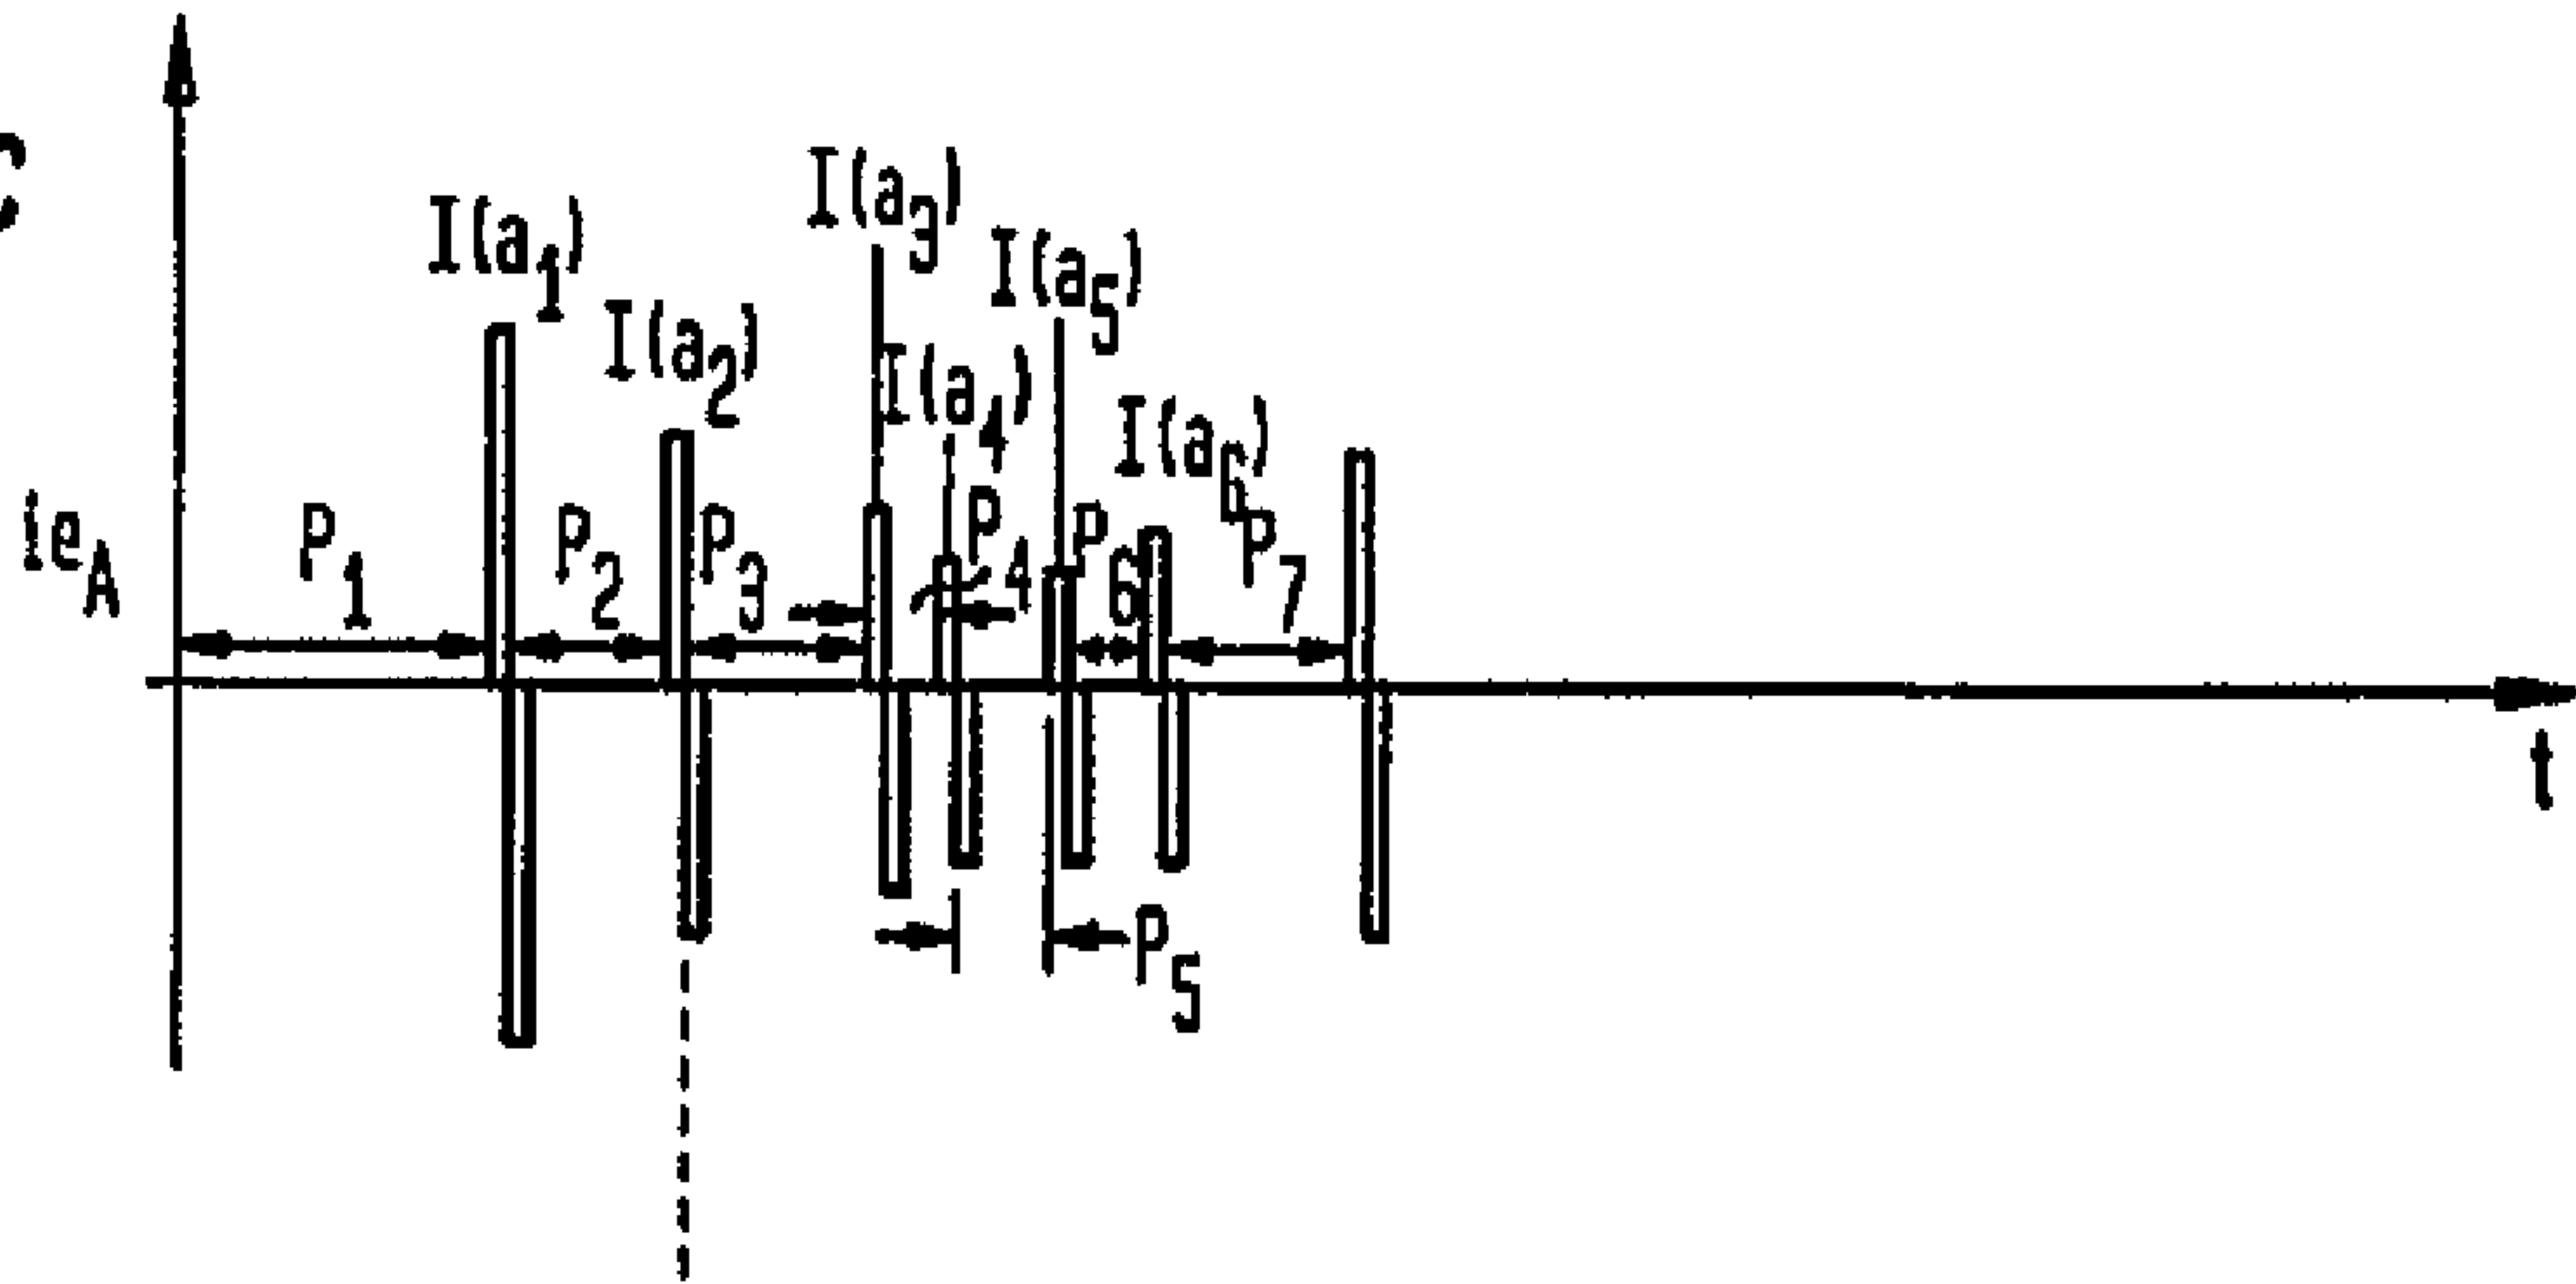 I(a₃)
I(a₁)
I(a₅)
I(a₂)
I(a₄)
I(a₆)
ieA
P₁
P₂
P₃
P₄
P₆
P₇
P₅
t